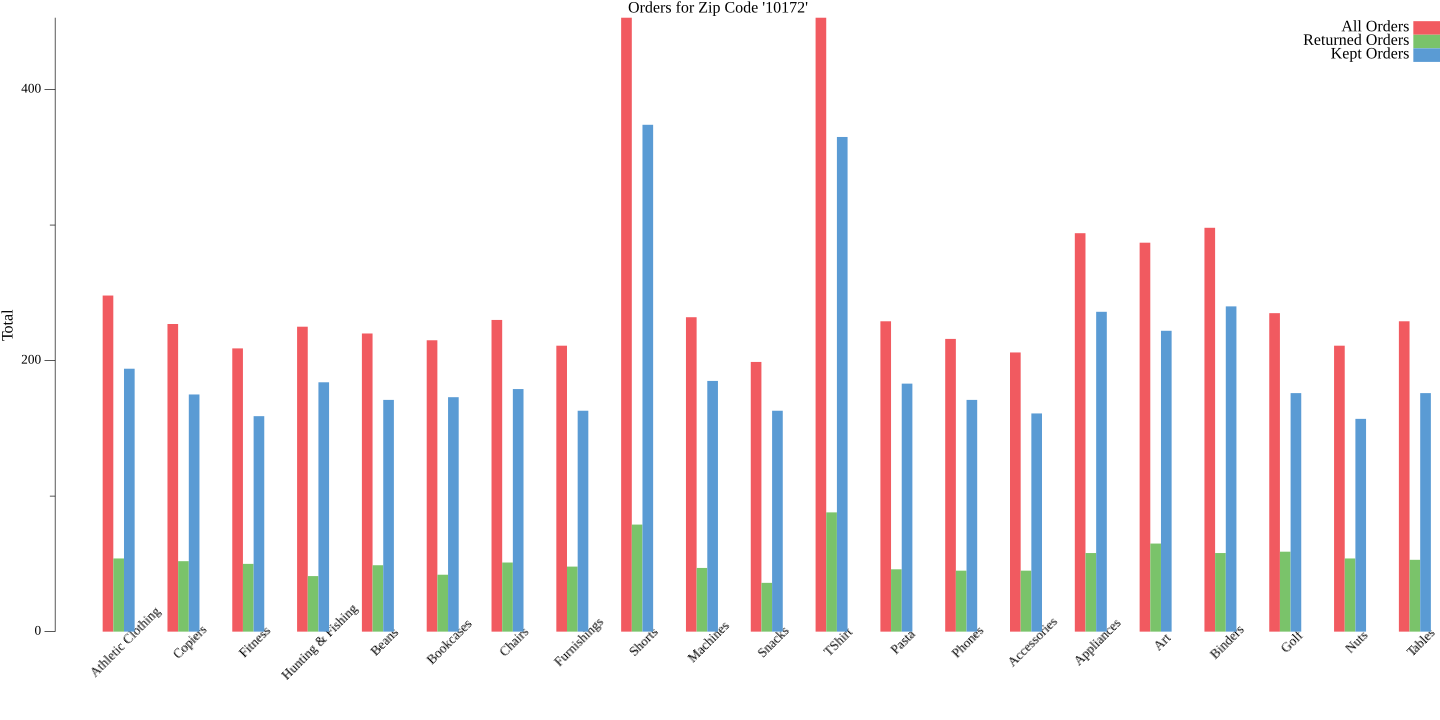 Orders for Zip Code '10172'
All Orders
Returned Orders
Kept Orders
Total
400
200
0
Athletic Clothing
Copiers
Fitness
Hunting & Fishing
Beans
Bookcases
Chairs
Furnishings
Shorts
Machines
Snacks
TShirt
Pasta
Phones
Accessories
Appliances
Art
Binders
Golf
Nuts
Tables